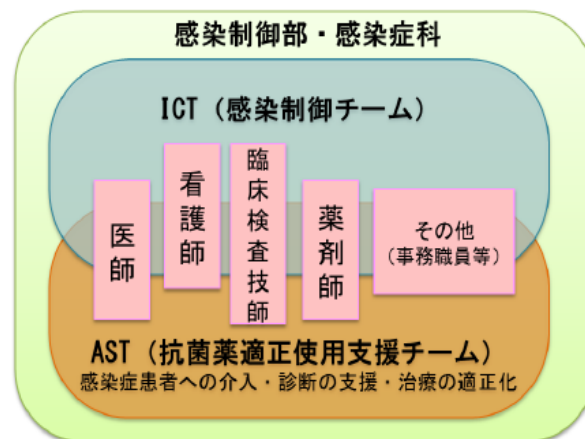 感染制御部・感染症科
ICT（感染制御チーム）
医師
看護師
臨床検査技師
薬剤師
その他
（事務職員等）
AST（抗菌薬適正使用支援チーム）
感染症患者への介入・診断の支援・治療の適正化